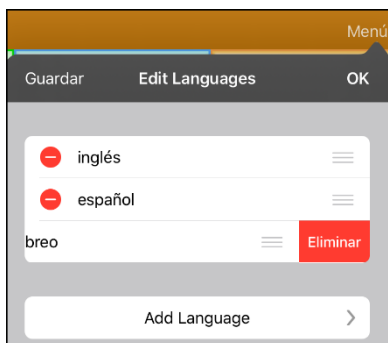 Menú
Guardar Edit Languages OK
inglés
español
breo Eliminar
Add Language